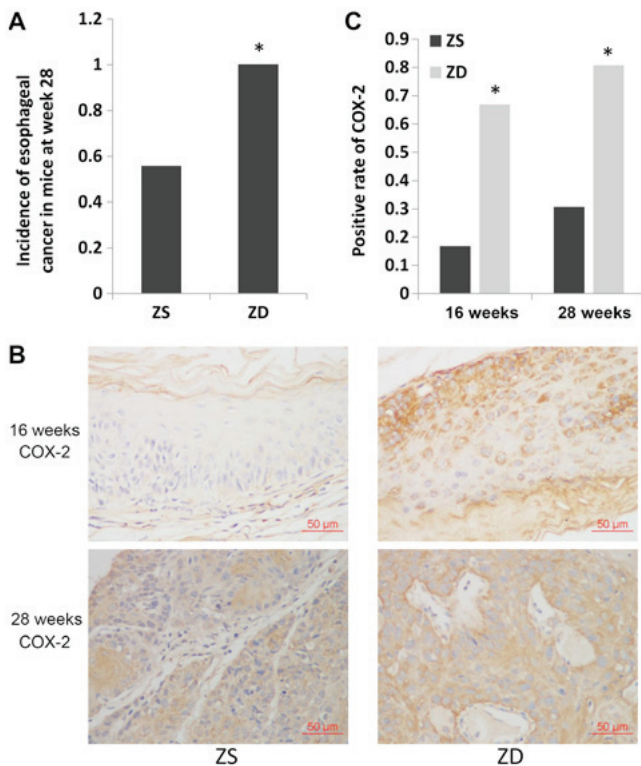 A
Incidence of esophageal
cancer in mice at week 28
1.2
1
0.8
0.6
0.4
0.2
0
*
ZS
ZD
C
Positive rate of COX-2
0.9
0.8
0.7
0.6
0.5
0.4
0.3
0.2
0.1
0
ZS
ZD
*
*
16 weeks
28 weeks
B
16 weeks
COX-2
50 µm
50 µm
28 weeks
COX-2
50 µm
50 µm
ZS
ZD